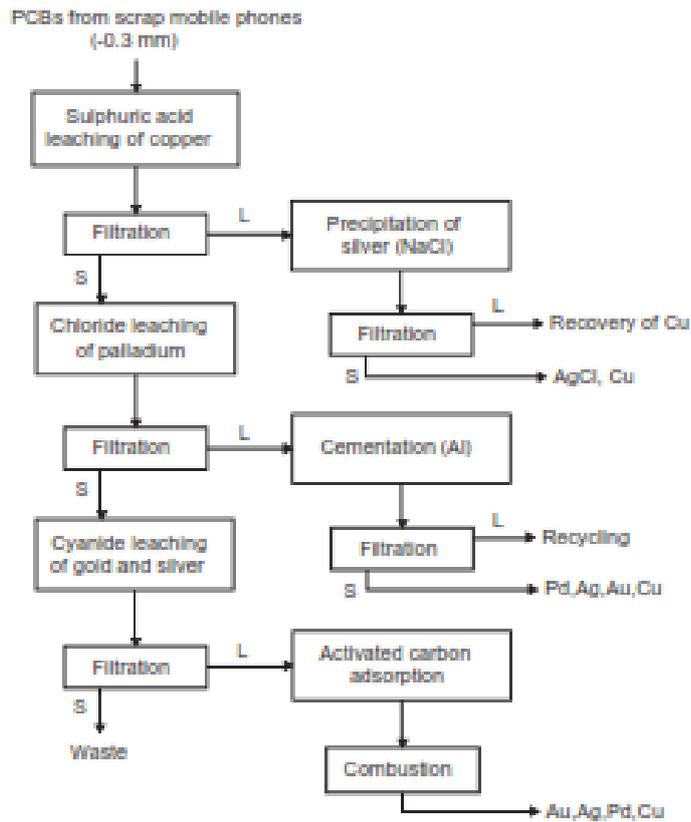 PCBs from scrap mobile phones
(-0.3 mm)
Sulphuric acid
leaching of copper
Filtration
L
Precipitation of
silver (NaCl)
S
Chloride leaching
of palladium
Filtration
L
Recovery of Cu
S
AgCl, Cu
Filtration
L
Cementation (Al)
S
Cyanide leaching
of gold and silver
Filtration
L
Recycling
S
Pd,Ag,Au,Cu
Filtration
L
Activated carbon
adsorption
S
Waste
Combustion
Au,Ag,Pd,Cu